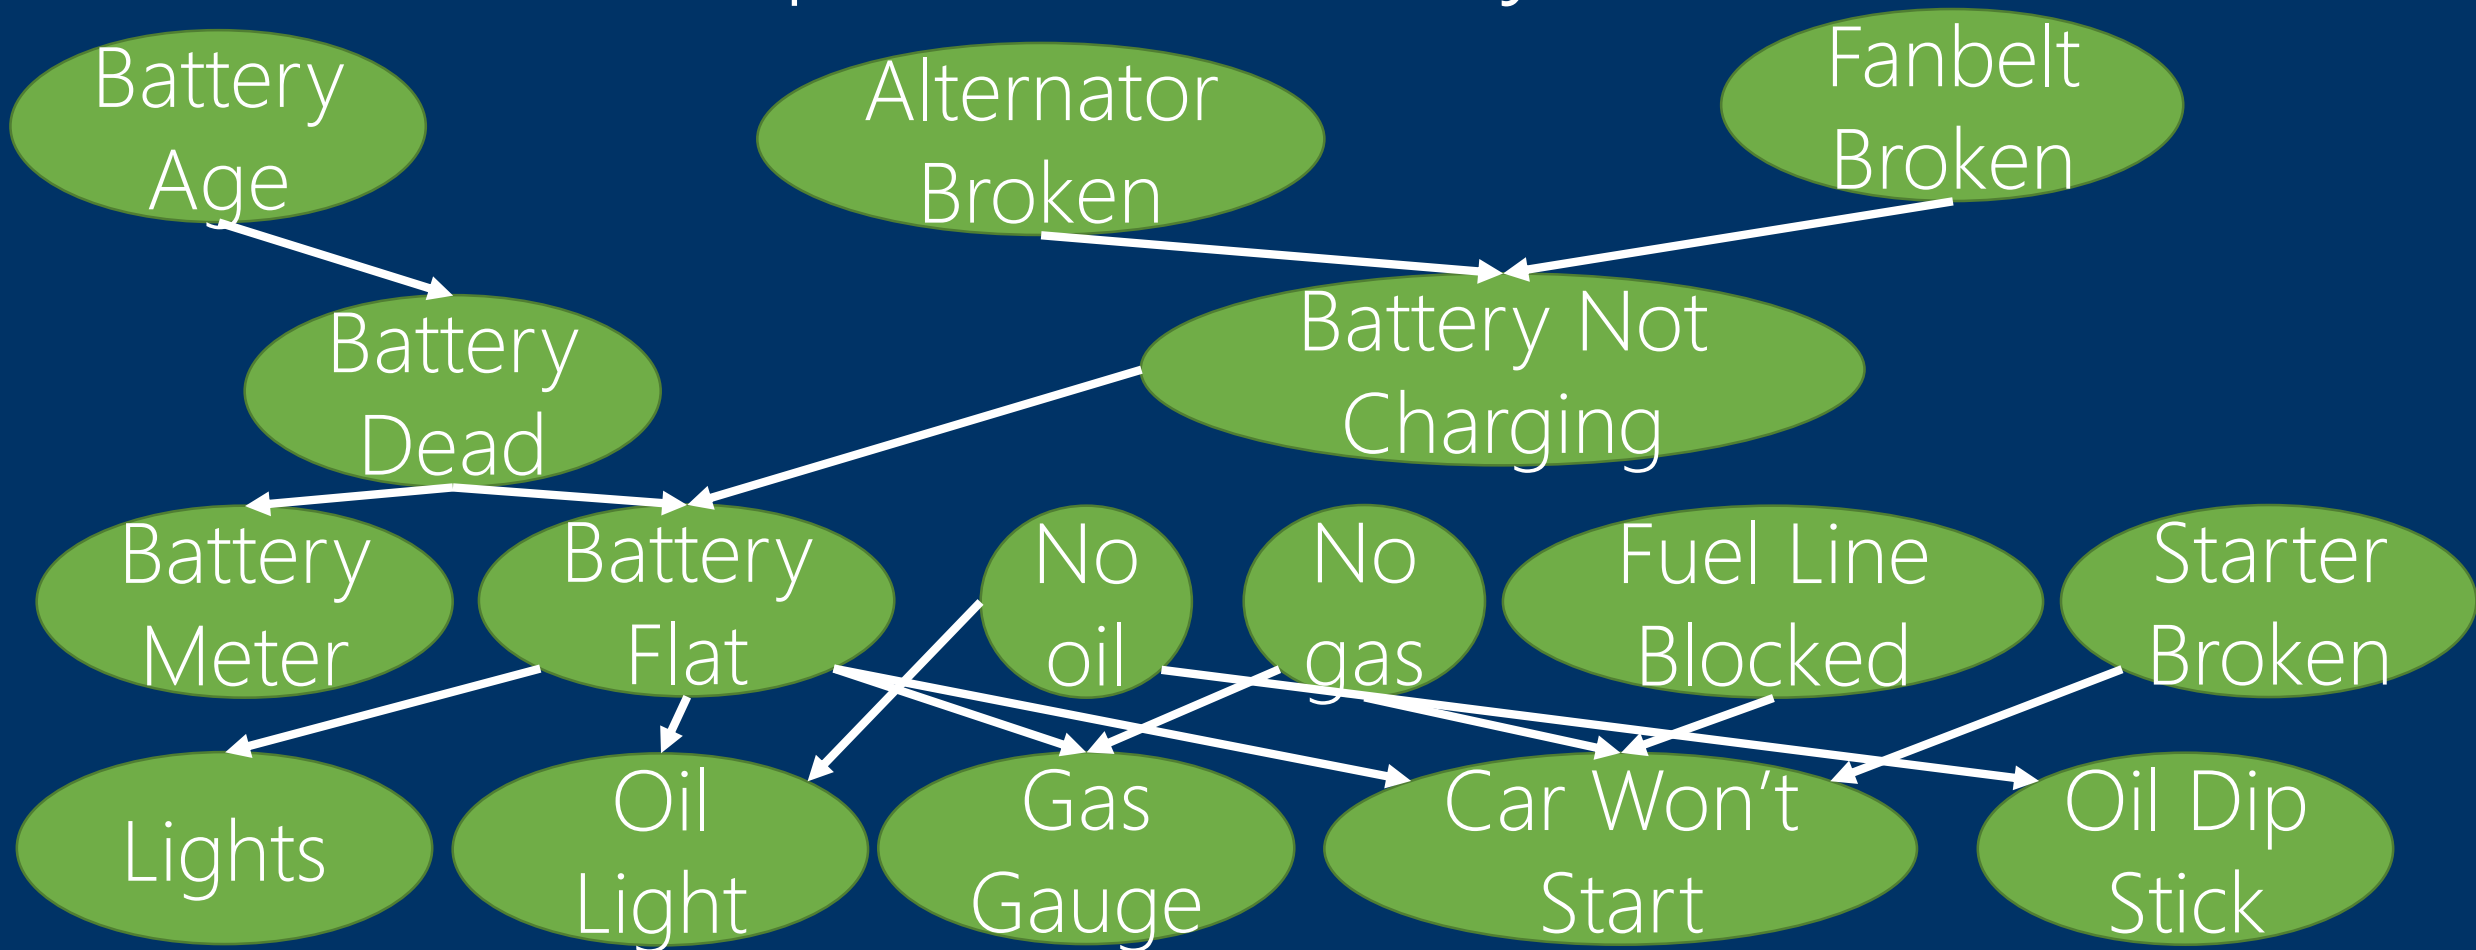 Battery
Age
Alternator
Broken
Fanbelt
Broken
Battery
Dead
Battery Not
Charging
Battery
Meter
Battery
Flat
No
oil
No
gas
Fuel Line
Blocked
Starter
Broken
Lights
Oil
Light
Gas
Gauge
Car Won't
Start
Oil Dip
Stick